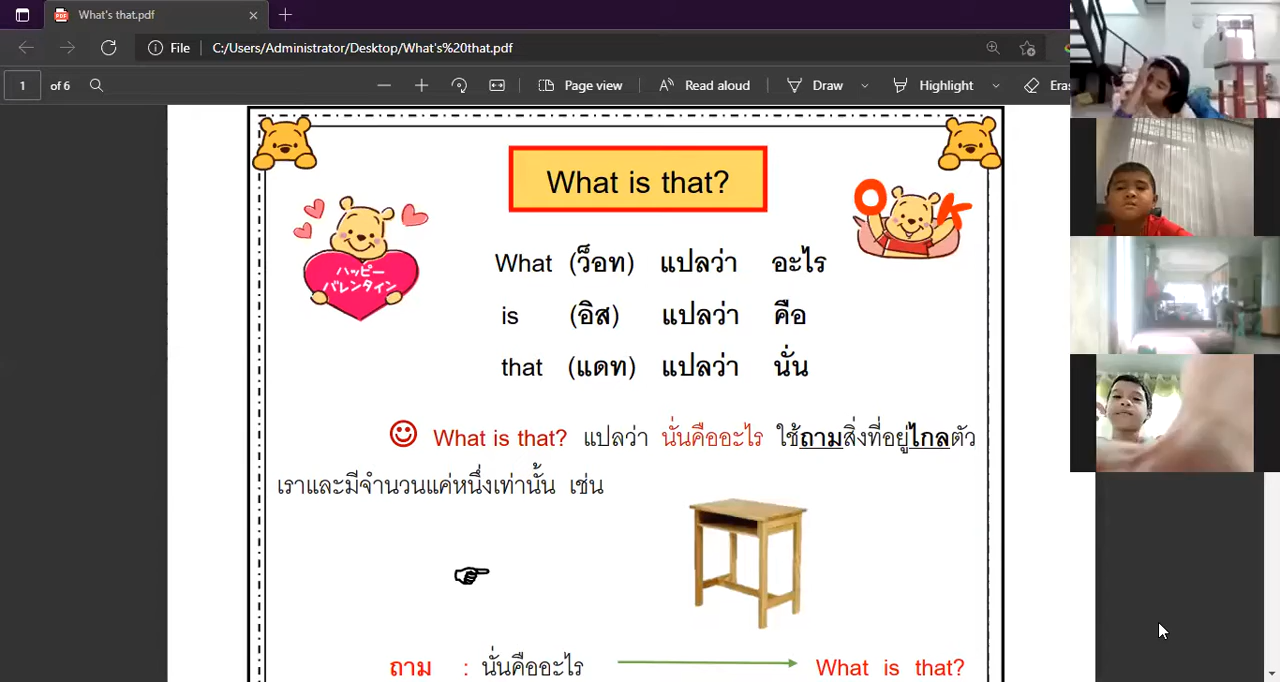 What's that.pdf
File C:/Users/Administrator/Desktop/What's%20that.pdf
1 of 6 Page view Read aloud Draw Highlight Eras
What is that?
OK
ハッピー
バレンタイン
What (ว็อท) แปลว่า อะไร
is (อิส) แปลว่า คือ
that (แดท) แปลว่า นั่น
What is that? แปลว่า นั่นคืออะไร ใช้ถามสิ่งที่อยู่ไกลตัว
เราและมีจำนวนแค่หนึ่งเท่านั้น เช่น
ถาม : นั่นคืออะไร What is that?